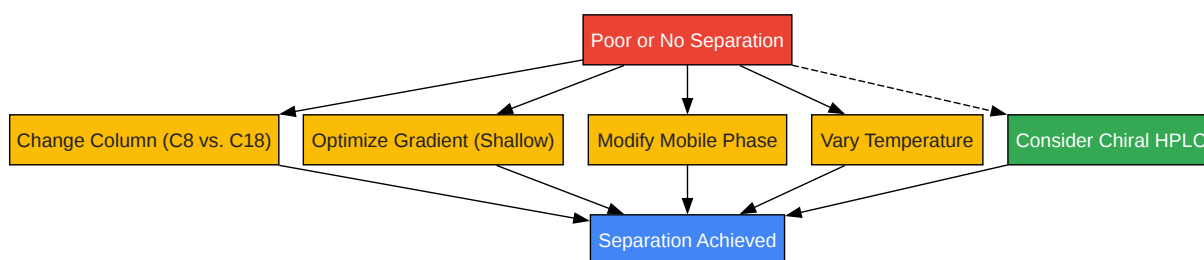 Poor or No Separation
Change Column (C8 vs. C18)
Optimize Gradient (Shallow)
Modify Mobile Phase
Vary Temperature
Consider Chiral HPLC
Separation Achieved